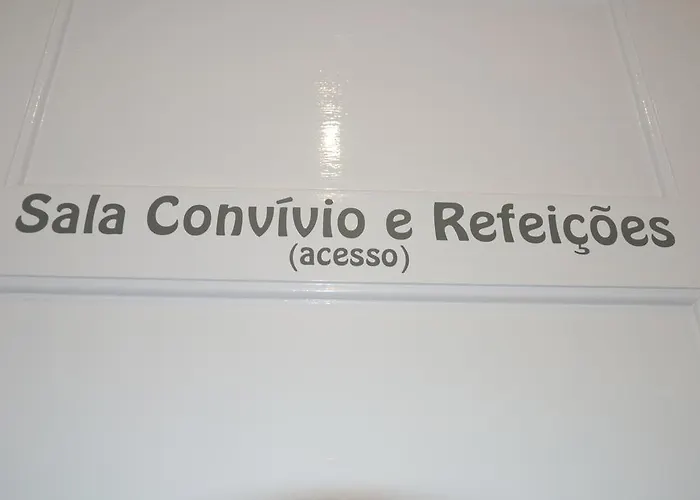 Sala Convívio e Refeições
(acesso)